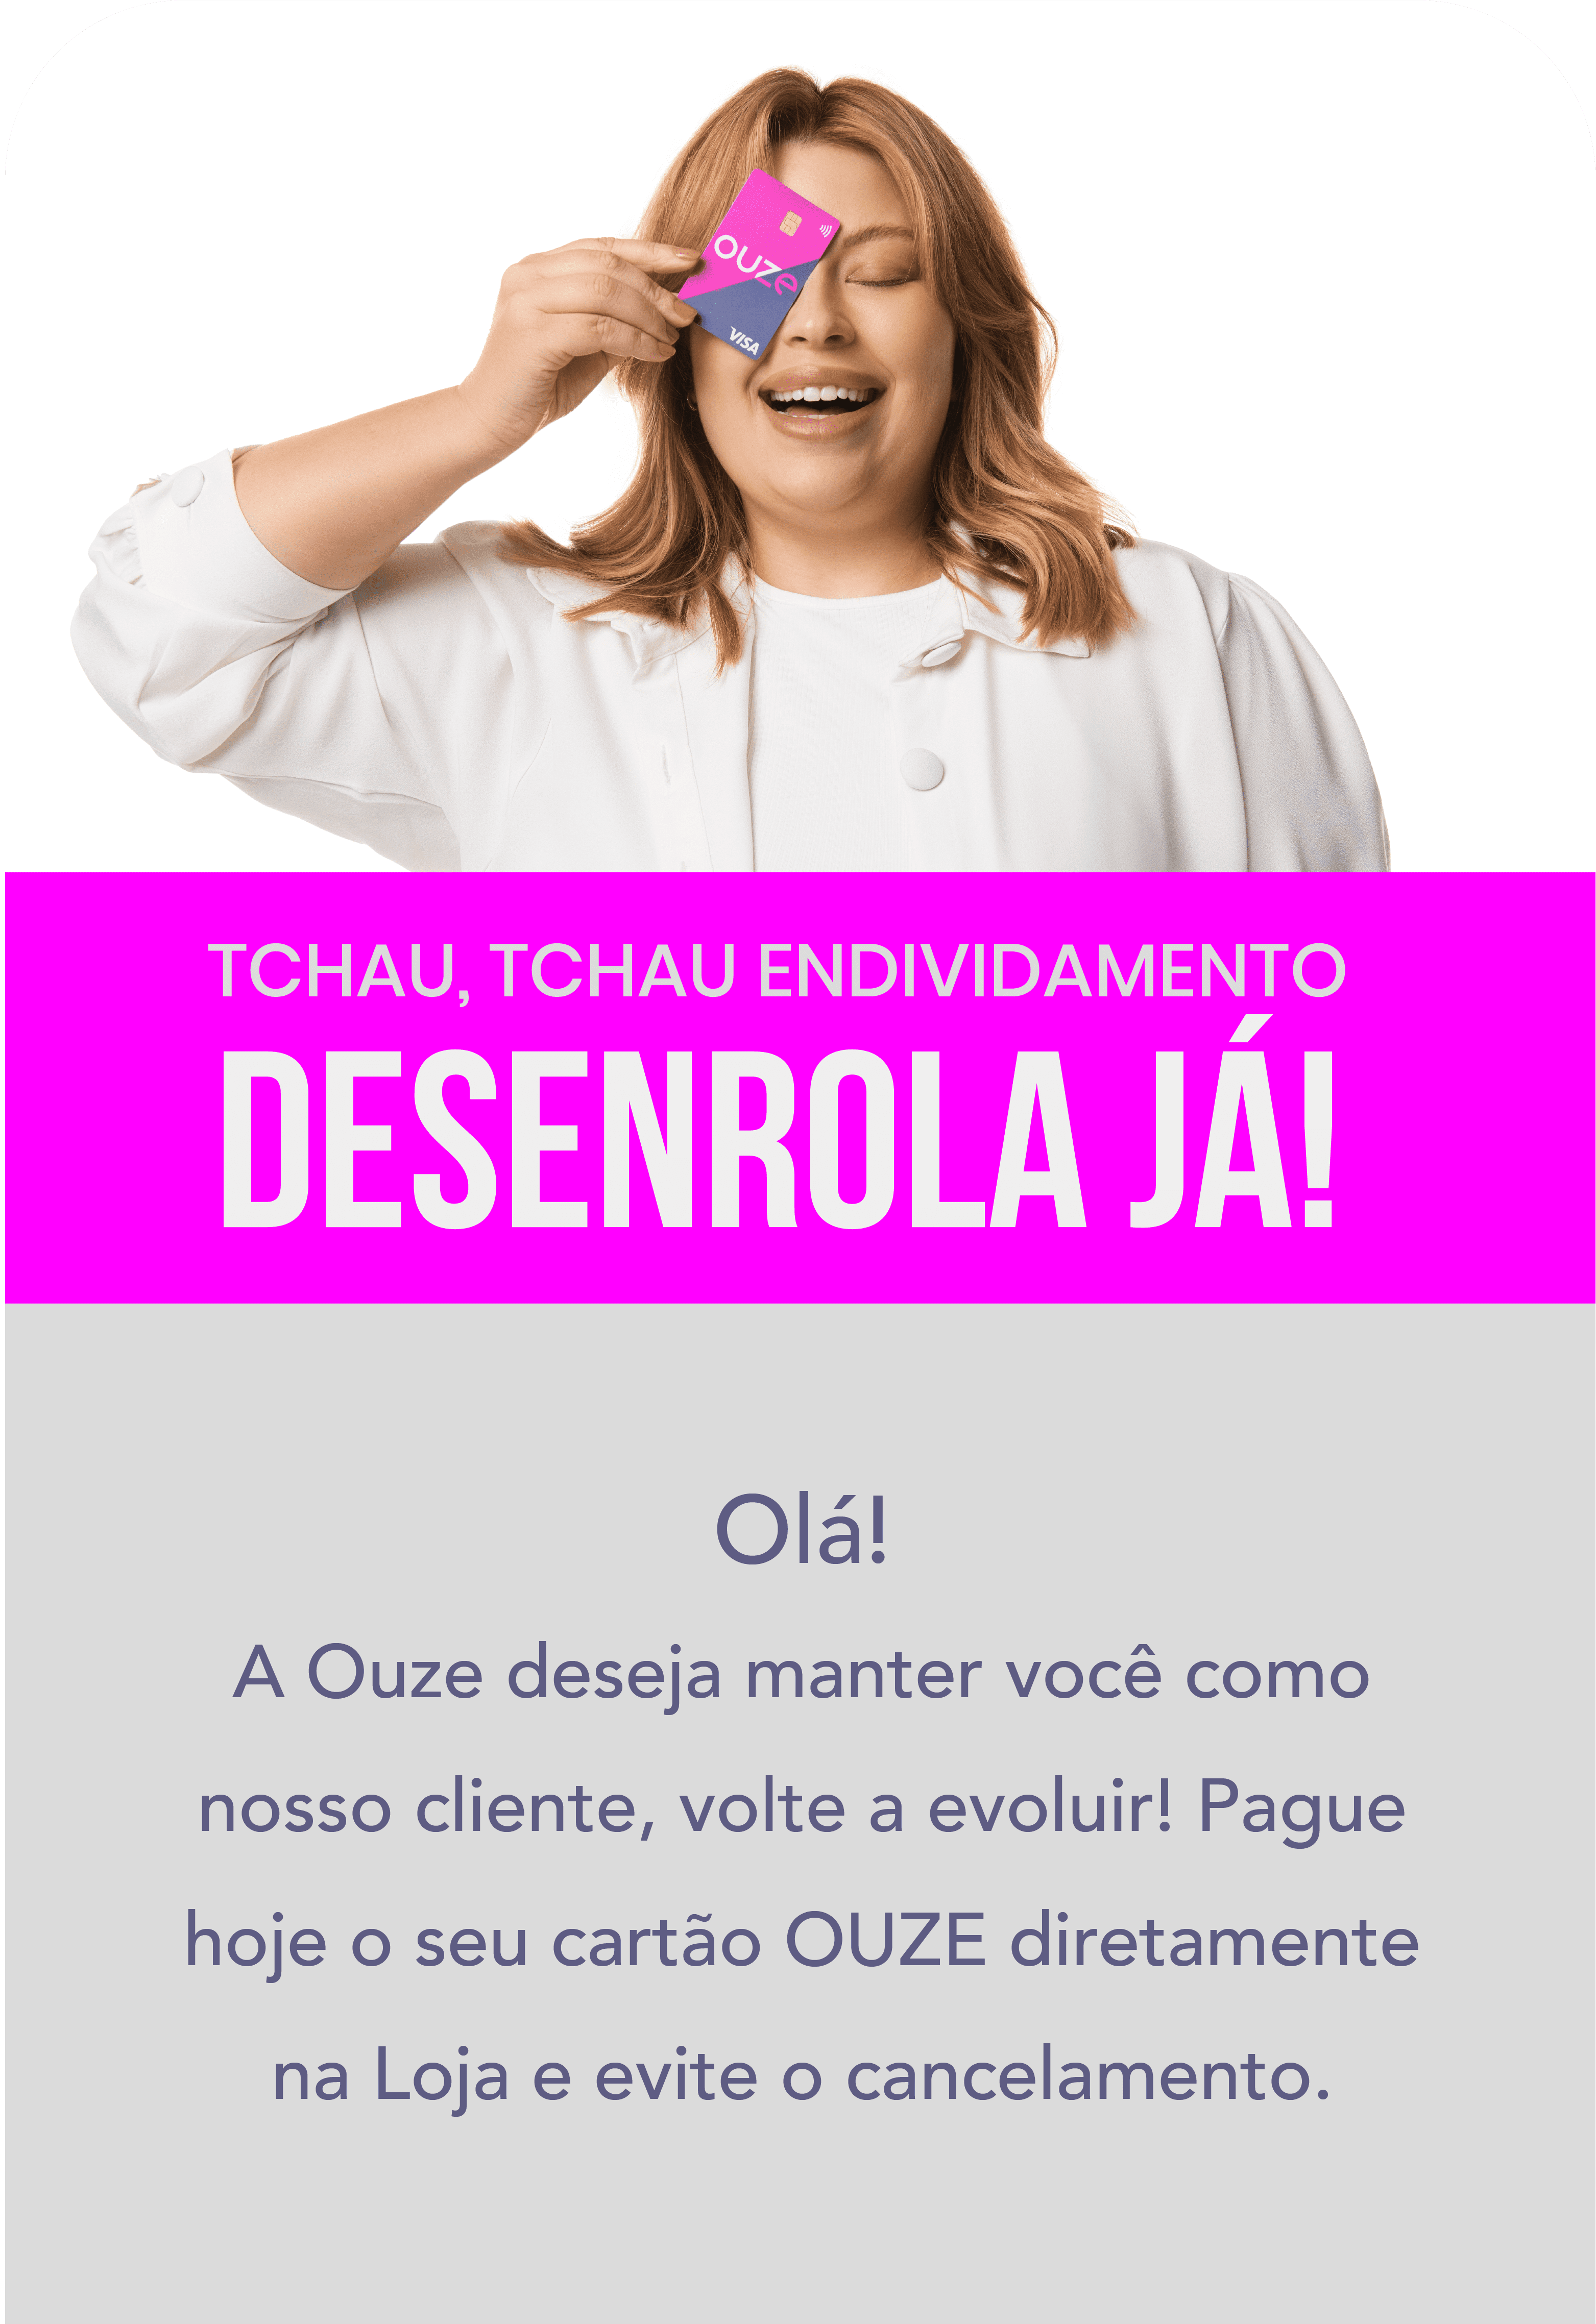 ouze
VISA
TCHAU, TCHAU ENDIVIDAMENTO
DESENROLA JÁ!
Olá!
A Ouze deseja manter você como
nosso cliente, volte a evoluir! Pague
hoje o seu cartão OUZE diretamente
na Loja e evite o cancelamento.